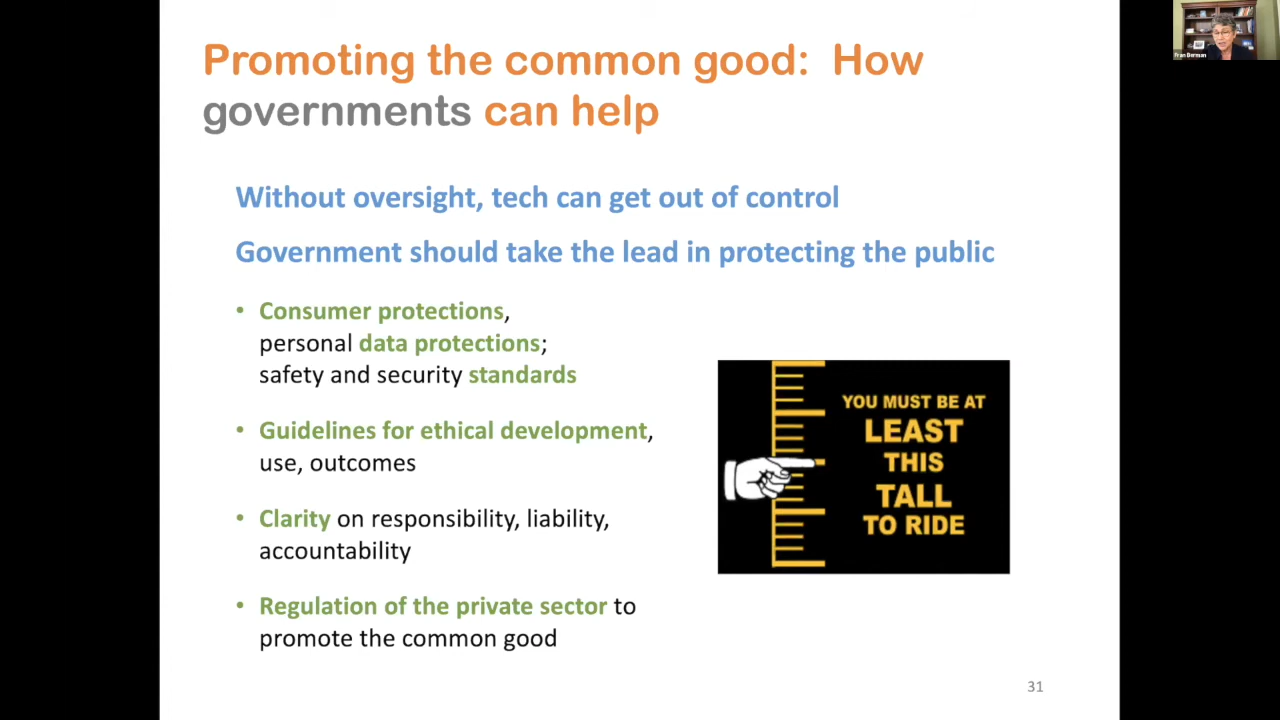 Promoting the common good: How
governments can help
Without oversight, tech can get out of control
Government should take the lead in protecting the public
• Consumer protections,
personal data protections;
safety and security standards
• Guidelines for ethical development,
use, outcomes
• Clarity on responsibility, liability,
accountability
• Regulation of the private sector to
promote the common good
YOU MUST BE AT
LEAST
THIS
TALL
TO RIDE
31
Fran Berman